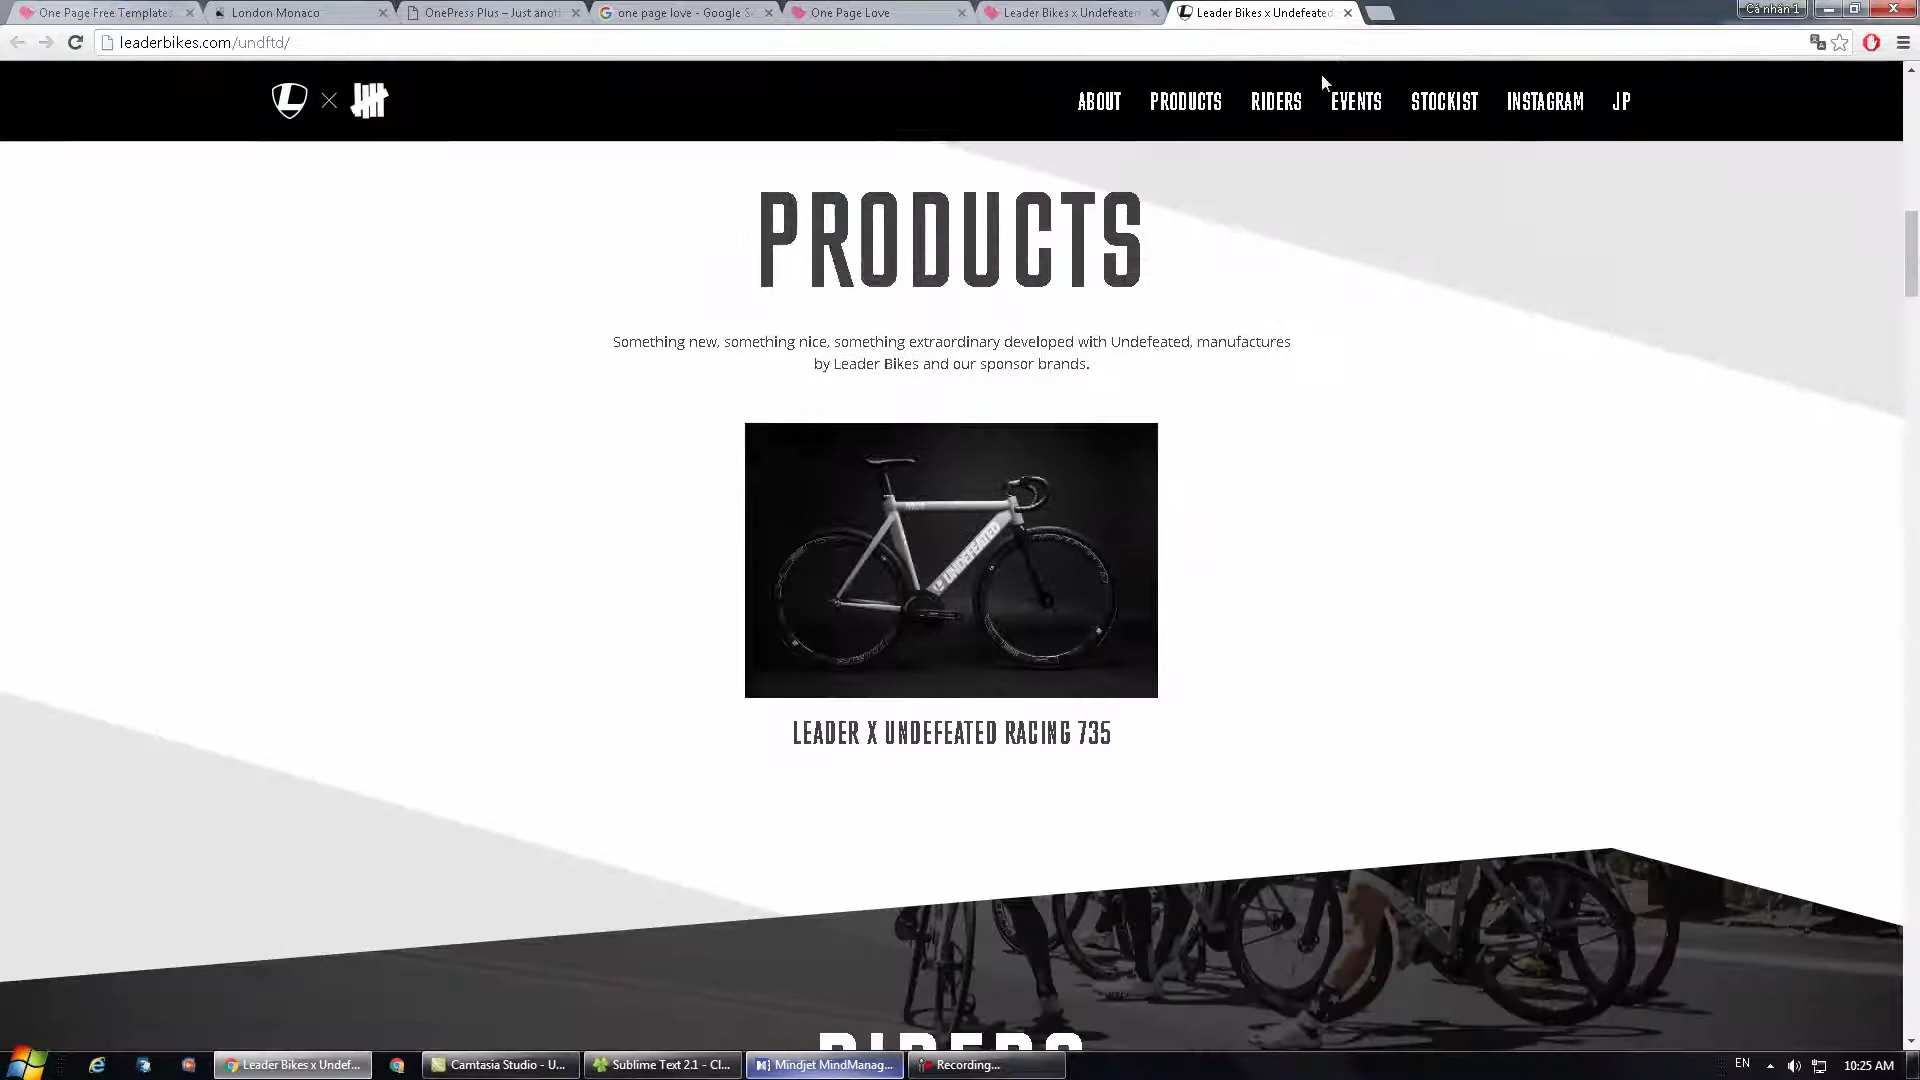 One Page Free Template
London Monaco
OnePress Plus – Just anot
one page love - Google Se
One Page Love
Leader Bikes x Undefeate
Leader Bikes x Undefeated
Cá nhân 1
leaderbikes.com/undftd/
ABOUT
PRODUCTS
RIDERS
EVENTS
STOCKIST
INSTAGRAM
JP
PRODUCTS
Something new, something nice, something extraordinary developed with Undefeated, manufactures
by Leader Bikes and our sponsor brands.
UNDEFEATED
LEADER X UNDEFEATED RACING 735
RIDERS
Leader Bikes x Undef...
Camtasia Studio - U...
Sublime Text 2.1 - Cl...
Mindjet MindManag...
Recording...
EN
10:25 AM